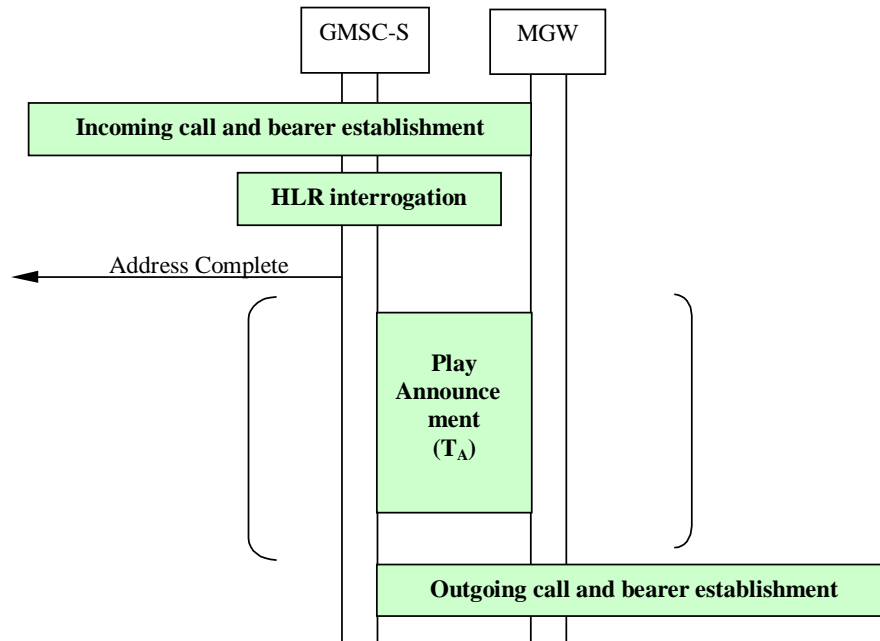 GMSC-S
MGW
Incoming call and bearer establishment
HLR interrogation
Address Complete
Play
Announce
ment
(TA)
Outgoing call and bearer establishment